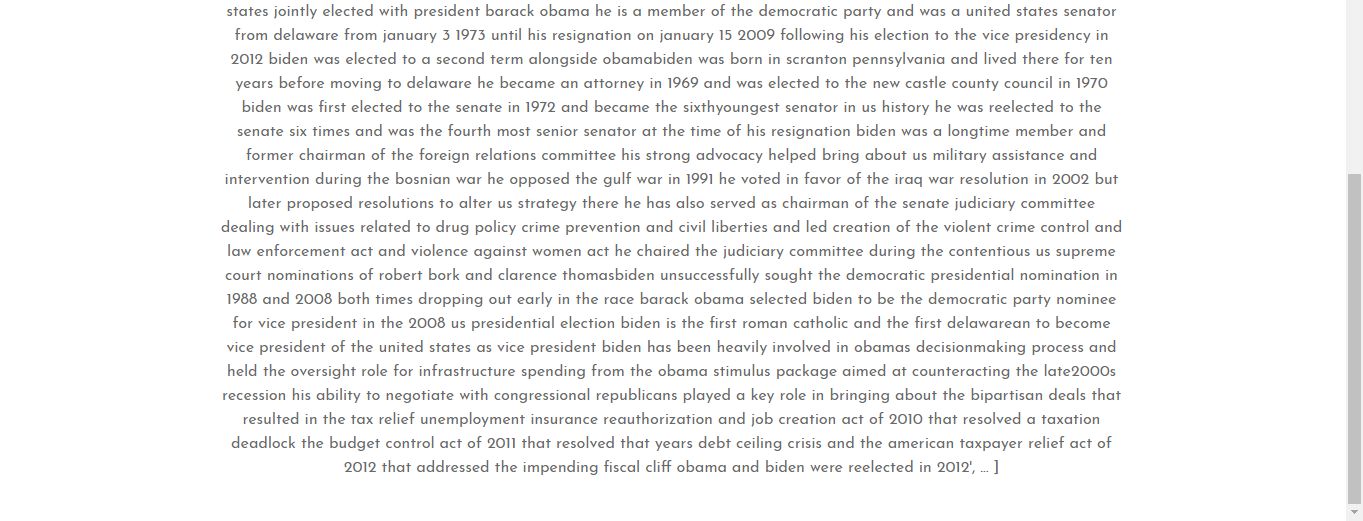 states jointly elected with president barack obama he is a member of the democratic party and was a united states senator
from delaware from january 3 1973 until his resignation on january 15 2009 following his election to the vice presidency in
2012 biden was elected to a second term alongside obamabiden was born in scranton pennsylvania and lived there for ten
years before moving to delaware he became an attorney in 1969 and was elected to the new castle county council in 1970
biden was first elected to the senate in 1972 and became the sixthyoungest senator in us history he was reelected to the
senate six times and was the fourth most senior senator at the time of his resignation biden was a longtime member and
former chairman of the foreign relations committee his strong advocacy helped bring about us military assistance and
intervention during the bosnian war he opposed the gulf war in 1991 he voted in favor of the iraq war resolution in 2002 but
later proposed resolutions to alter us strategy there he has also served as chairman of the senate judiciary committee
dealing with issues related to drug policy crime prevention and civil liberties and led creation of the violent crime control and
law enforcement act and violence against women act he chaired the judiciary committee during the contentious us supreme
court nominations of robert bork and clarence thomasbiden unsuccessfully sought the democratic presidential nomination in
1988 and 2008 both times dropping out early in the race barack obama selected biden to be the democratic party nominee
for vice president in the 2008 us presidential election biden is the first roman catholic and the first delawarean to become
vice president of the united states as vice president biden has been heavily involved in obamas decisionmaking process and
held the oversight role for infrastructure spending from the obama stimulus package aimed at counteracting the late2000s
recession his ability to negotiate with congressional republicans played a key role in bringing about the bipartisan deals that
resulted in the tax relief unemployment insurance reauthorization and job creation act of 2010 that resolved a taxation
deadlock the budget control act of 2011 that resolved that years debt ceiling crisis and the american taxpayer relief act of
2012 that addressed the impending fiscal cliff obama and biden were reelected in 2012', ... ]